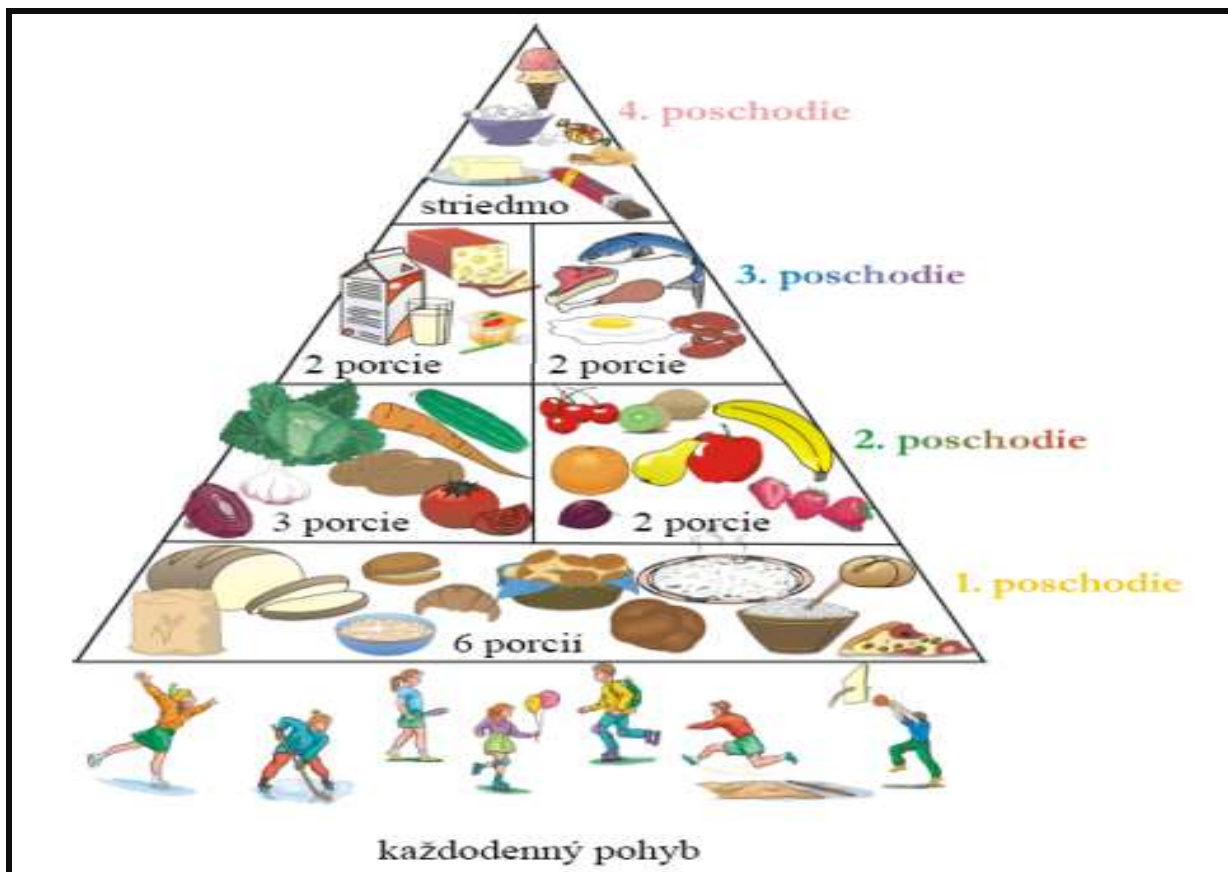 4. poschodie
striedmo
3. poschodie
2 porcie
2 porcie
2. poschodie
3 porcie
2 porcie
1. poschodie
6 porcií
každodenný pohyb